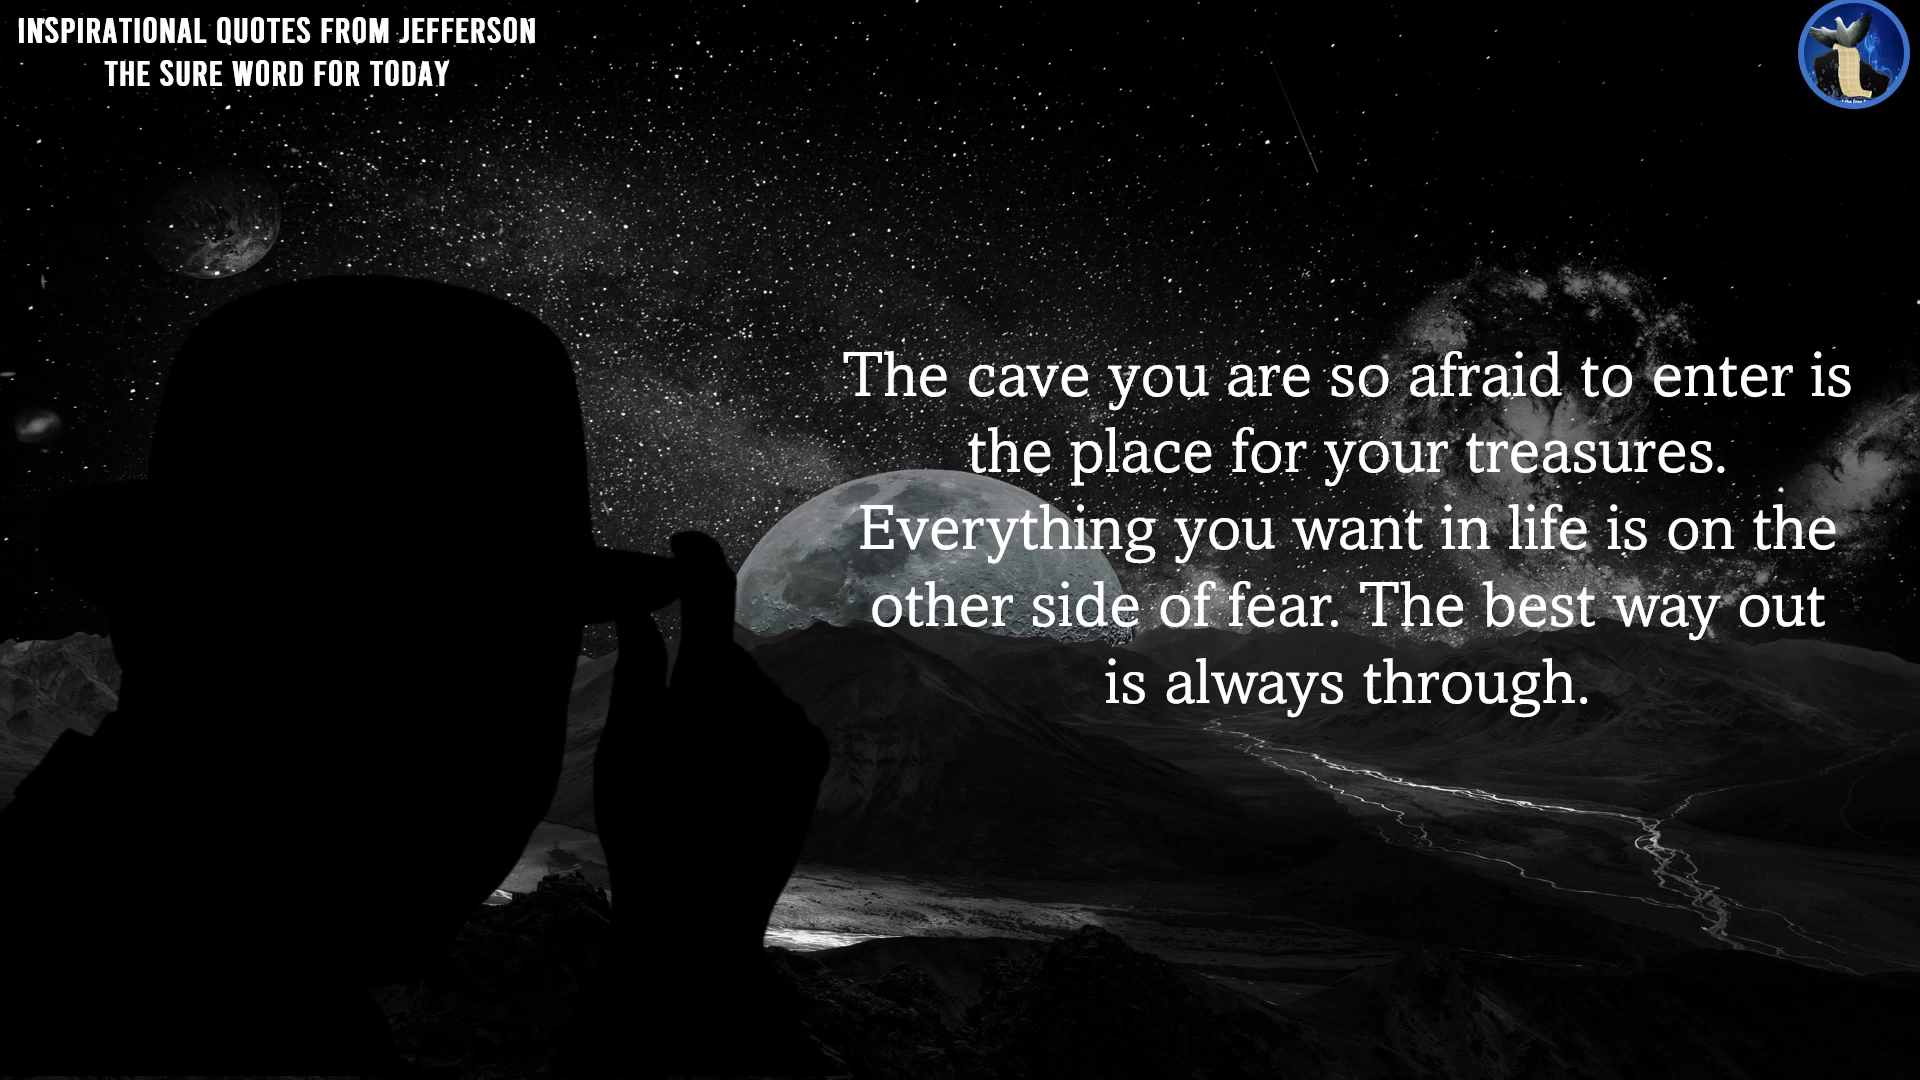 INSPIRATIONAL QUOTES FROM JEFFERSON
THE SURE WORD FOR TODAY
The cave you are so afraid to enter is
the place for your treasures.
Everything you want in life is on the
other side of fear. The best way out
is always through.